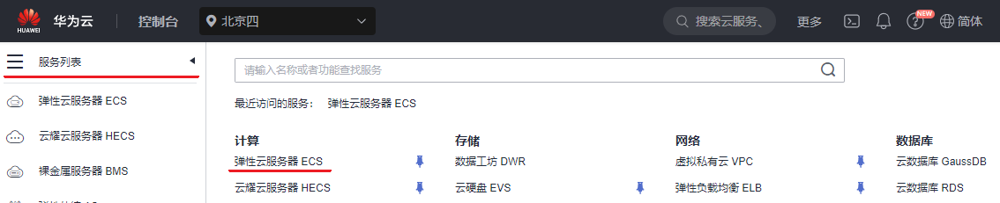 HUAWEI 华为云 控制台 北京四 搜索云服务、 更多 NEW 简体
服务列表
弹性云服务器 ECS
云耀云服务器 HECS
裸金属服务器 BMS
请输入名称或者功能查找服务
最近访问的服务： 弹性云服务器 ECS
计算 存储 网络 数据库
弹性云服务器 ECS 数据工坊 DWR 虚拟私有云 VPC 云数据库 GaussDB
云耀云服务器 HECS 云硬盘 EVS 弹性负载均衡 ELB 云数据库 RDS